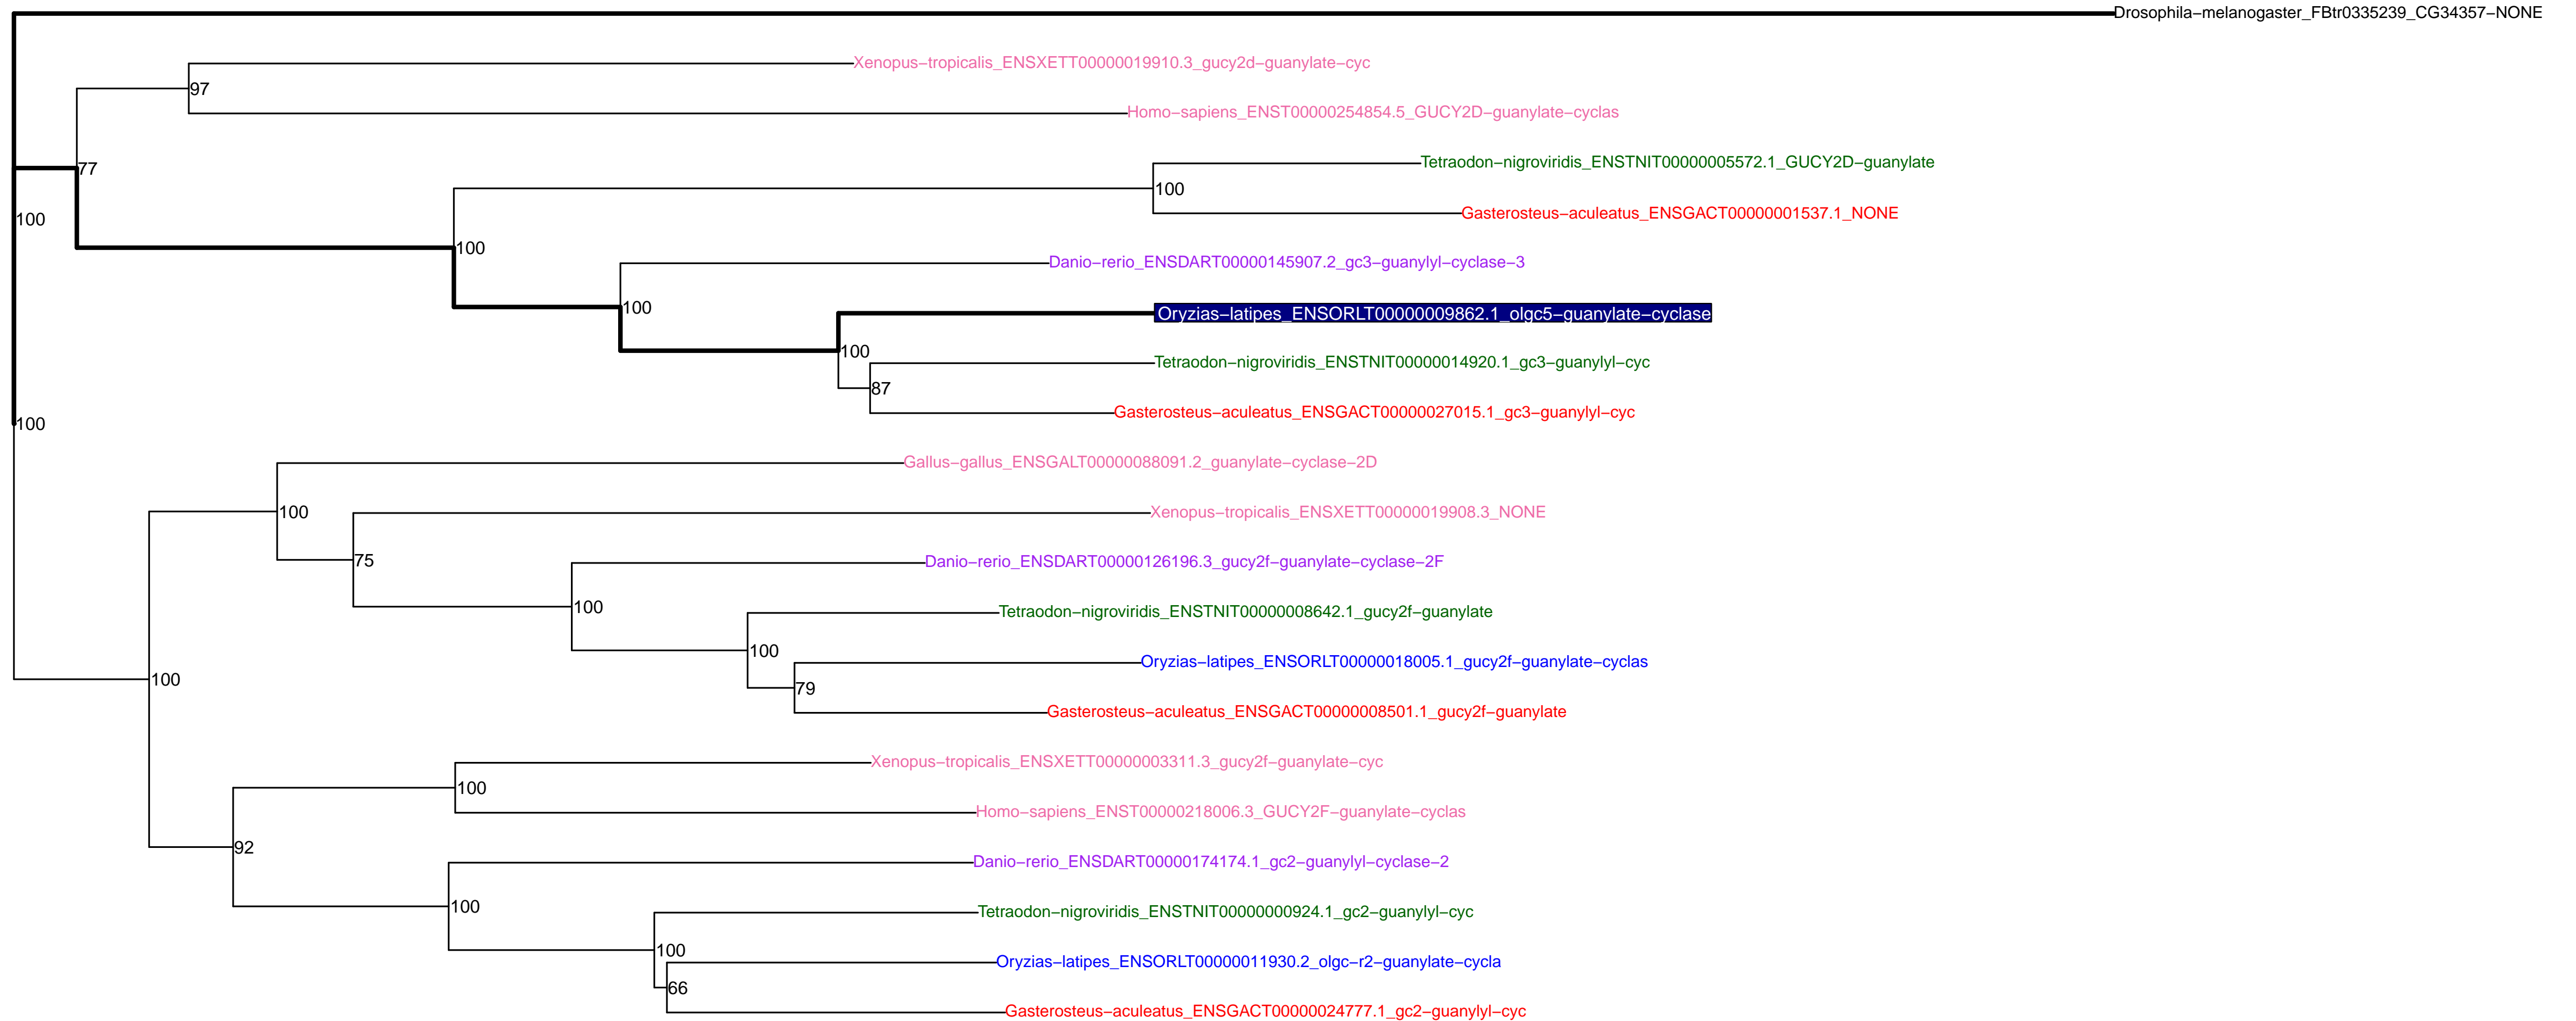 Drosophila−melanogaster_FBtr0335239_CG34357−NONE
Xenopus−tropicalis_ENSXETT00000019910.3_gucy2d−guanylate−cyc
97
Homo−sapiens_ENST00000254854.5_GUCY2D−guanylate−cyclas
Tetraodon−nigroviridis_ENSTNIT00000005572.1_GUCY2D−guanylate
77
100
Gasterosteus−aculeatus_ENSGACT00000001537.1_NONE
100
100
Danio−rerio_ENSDART00000145907.2_gc3−guanylyl−cyclase−3
100
Oryzias−latipes_ENSORLT00000009862.1_olgc5−guanylate−cyclase
100
Tetraodon−nigroviridis_ENSTNIT00000014920.1_gc3−guanylyl−cyc
87
Gasterosteus−aculeatus_ENSGACT00000027015.1_gc3−guanylyl−cyc
100
Gallus−gallus_ENSGALT00000088091.2_guanylate−cyclase−2D
100
Xenopus−tropicalis_ENSXETT00000019908.3_NONE
75
Danio−rerio_ENSDART00000126196.3_gucy2f−guanylate−cyclase−2F
100
Tetraodon−nigroviridis_ENSTNIT00000008642.1_gucy2f−guanylate
100
Oryzias−latipes_ENSORLT00000018005.1_gucy2f−guanylate−cyclas
100
79
Gasterosteus−aculeatus_ENSGACT00000008501.1_gucy2f−guanylate
Xenopus−tropicalis_ENSXETT00000003311.3_gucy2f−guanylate−cyc
100
Homo−sapiens_ENST00000218006.3_GUCY2F−guanylate−cyclas
92
Danio−rerio_ENSDART00000174174.1_gc2−guanylyl−cyclase−2
100
Tetraodon−nigroviridis_ENSTNIT00000000924.1_gc2−guanylyl−cyc
100
Oryzias−latipes_ENSORLT00000011930.2_olgc−r2−guanylate−cycla
66
Gasterosteus−aculeatus_ENSGACT00000024777.1_gc2−guanylyl−cyc